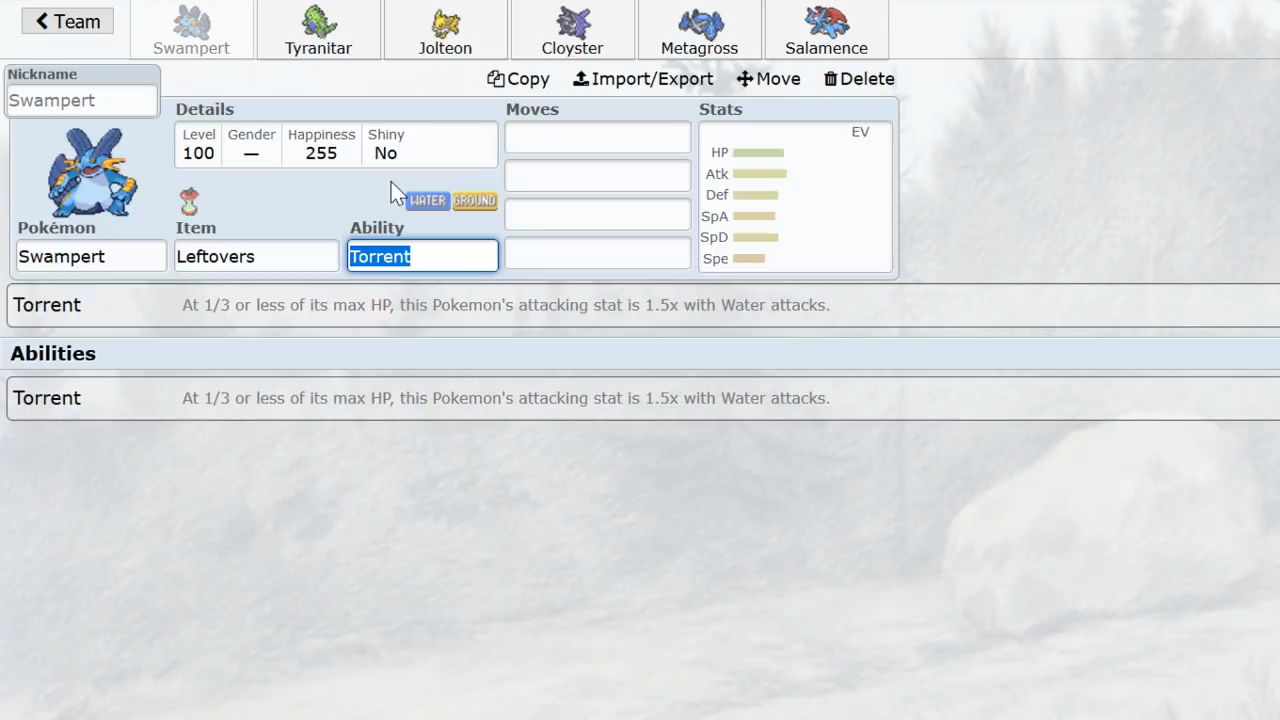 Team
Swampert
Tyranitar
Jolteon
Cloyster
Metagross
Salamence
Nickname
Swampert
Copy
Import/Export
Move
Delete
Details
Moves
Stats
Level
Gender
Happiness
Shiny
100
—
255
No
EV
HP
Atk
Def
SpA
SpD
Spe
WATER
GROUND
Pokémon
Item
Ability
Swampert
Leftovers
Torrent
Torrent At 1/3 or less of its max HP, this Pokemon's attacking stat is 1.5x with Water attacks.
Abilities
Torrent At 1/3 or less of its max HP, this Pokemon's attacking stat is 1.5x with Water attacks.